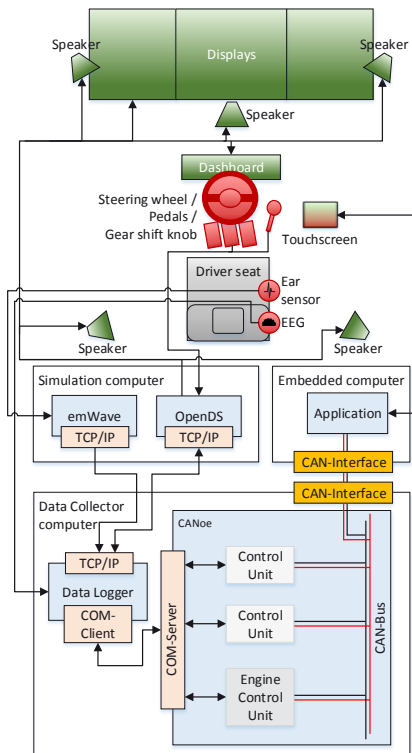 Speaker
Displays
Speaker
Speaker
Dashboard
Steering wheel /
Pedals /
Gear shift knob
Touchscreen
Driver seat
Ear
sensor
EEG
Speaker
Speaker
Simulation computer
Embedded computer
emWave
OpenDS
Application
TCP/IP
TCP/IP
CAN-Interface
CAN-Interface
Data Collector
computer
CANoe
TCP/IP
Data Logger
COM-
Client
COM-Server
Control
Unit
Control
Unit
Engine
Control
Unit
CAN-Bus